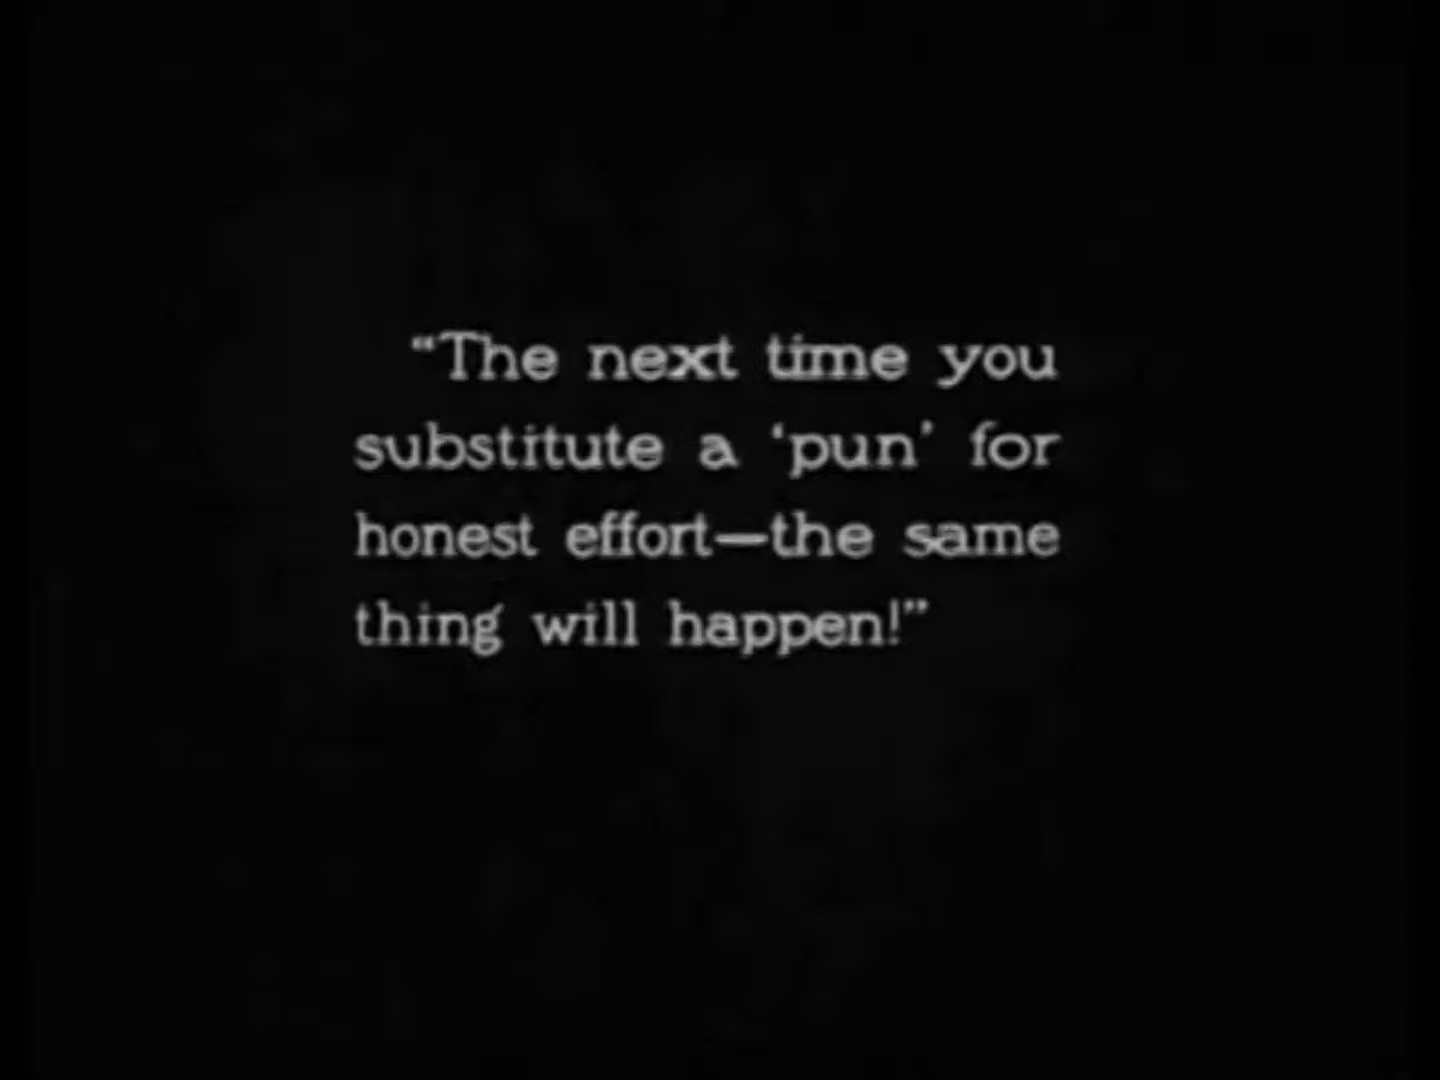 “The next time you
substitute a ‘pun’ for
honest effort—the same
thing will happen!”